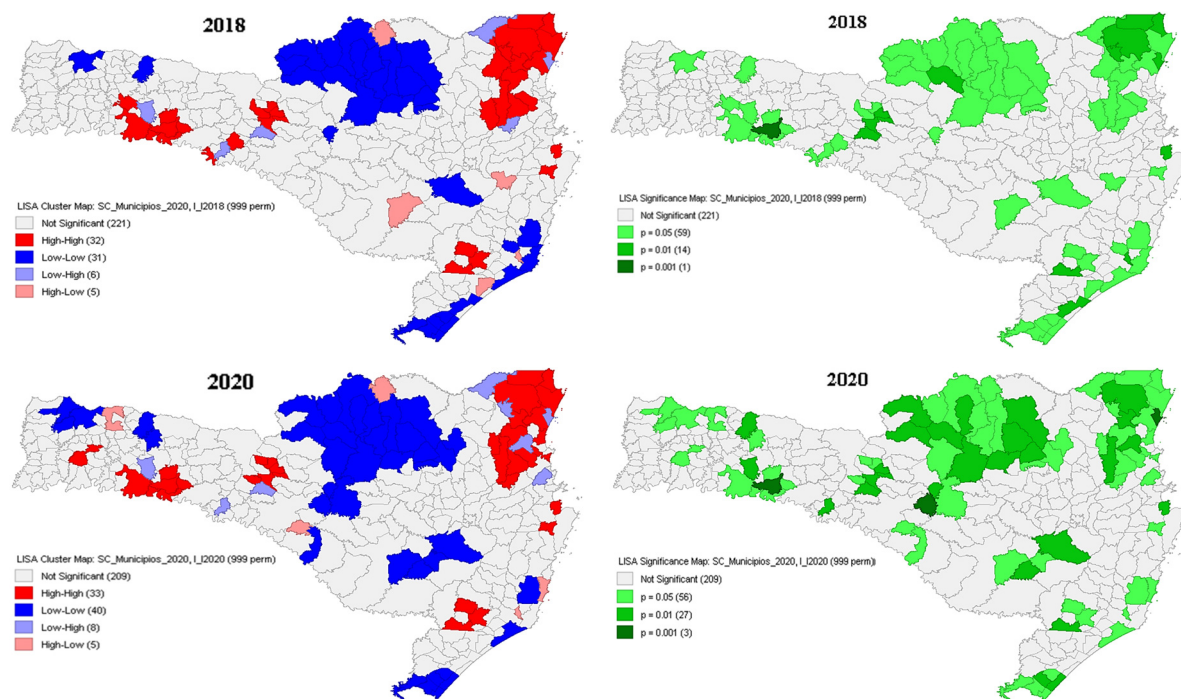 2018
LISA Cluster Map: SC_Municipios_2020, I_I2018 (999 perm)
Not Significant (221)
High-High (32)
Low-Low (31)
Low-High (6)
High-Low (5)
2018
LISA Significance Map: SC_Municipios_2020, I_I2018 (999 perm)
Not Significant (221)
p = 0.05 (59)
p = 0.01 (14)
p = 0.001 (1)
2020
LISA Cluster Map: SC_Municipios_2020, I_I2020 (999 perm)
Not Significant (209)
High-High (33)
Low-Low (40)
Low-High (8)
High-Low (5)
2020
LISA Significance Map: SC_Municipios_2020, I_I2020 (999 perm)
Not Significant (209)
p = 0.05 (56)
p = 0.01 (27)
p = 0.001 (3)